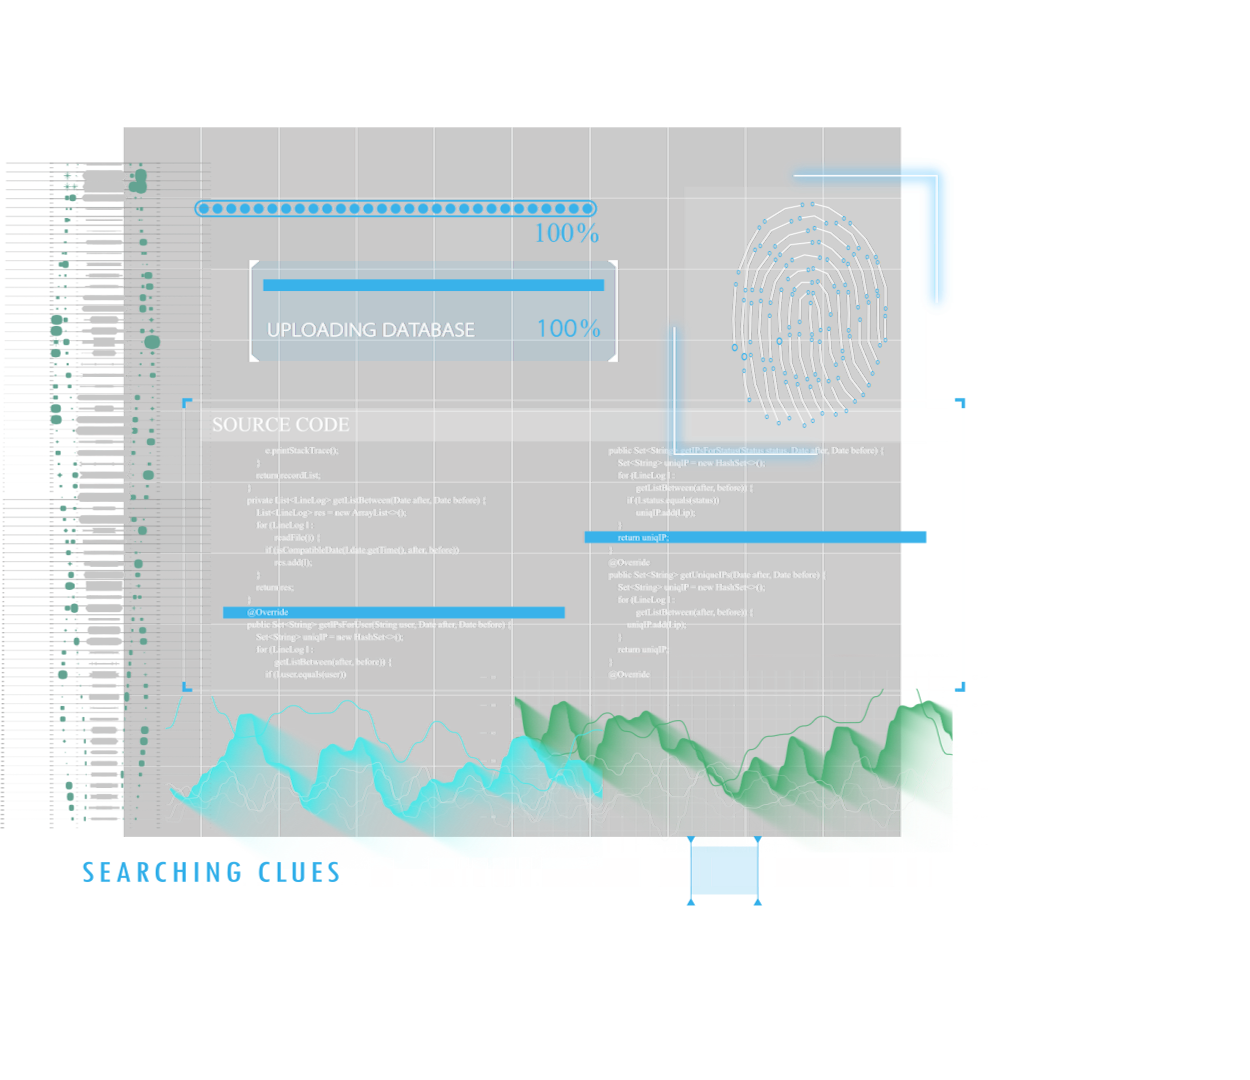 100%
UPLOADING DATABASE 100%
SOURCE CODE
e.printStackTrace();
}
return recordList;
}
private List<LineLog> getListBetween(Date after, Date before) {
List<LineLog> res = new ArrayList<>();
for (LineLog l :
readFile()) {
if (isCompatibleDate(l.date.getTime(), after, before))
res.add(l);
}
return res;
}
@Override
public Set<String> getIPsForUser(String user, Date after, Date before) {
Set<String> uniqIP = new HashSet<>();
for (LineLog l :
getListBetween(after, before)) {
if (l.user.equals(user))
public Set<String> getIPsForStatus(Status status, Date after, Date before) {
Set<String> uniqIP = new HashSet<>();
for (LineLog l :
getListBetween(after, before)) {
if (l.status.equals(status))
uniqIP.add(l.ip);
}
return uniqIP;
}
@Override
public Set<String> getUniqueIPs(Date after, Date before) {
Set<String> uniqIP = new HashSet<>();
for (LineLog l :
getListBetween(after, before)) {
uniqIP.add(l.ip);
}
return uniqIP;
}
@Override
SEARCHING CLUES